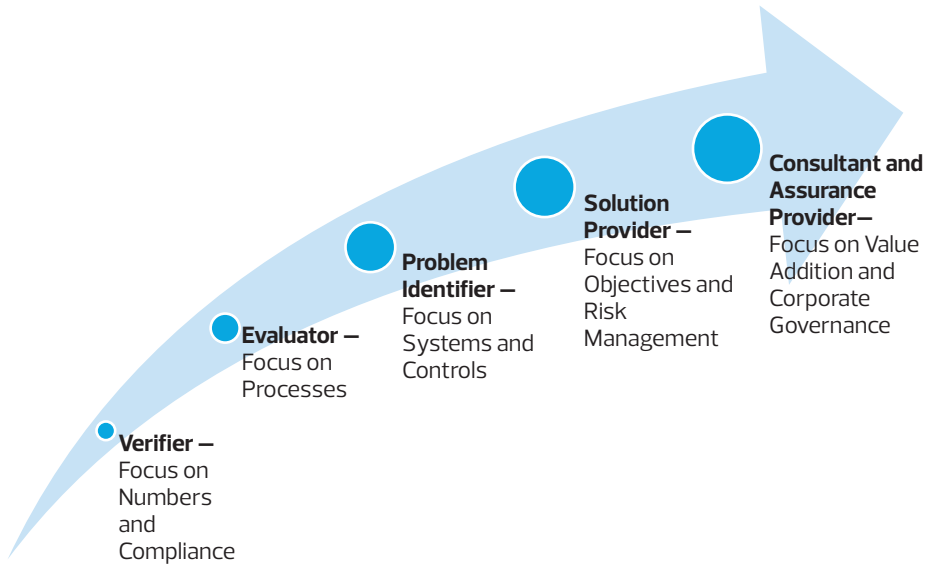 Verifier —
Focus on
Numbers
and
Compliance
Evaluator —
Focus on
Processes
Problem
Identifier —
Focus on
Systems and
Controls
Solution
Provider —
Focus on
Objectives and
Risk
Management
Consultant and
Assurance
Provider—
Focus on Value
Addition and
Corporate
Governance